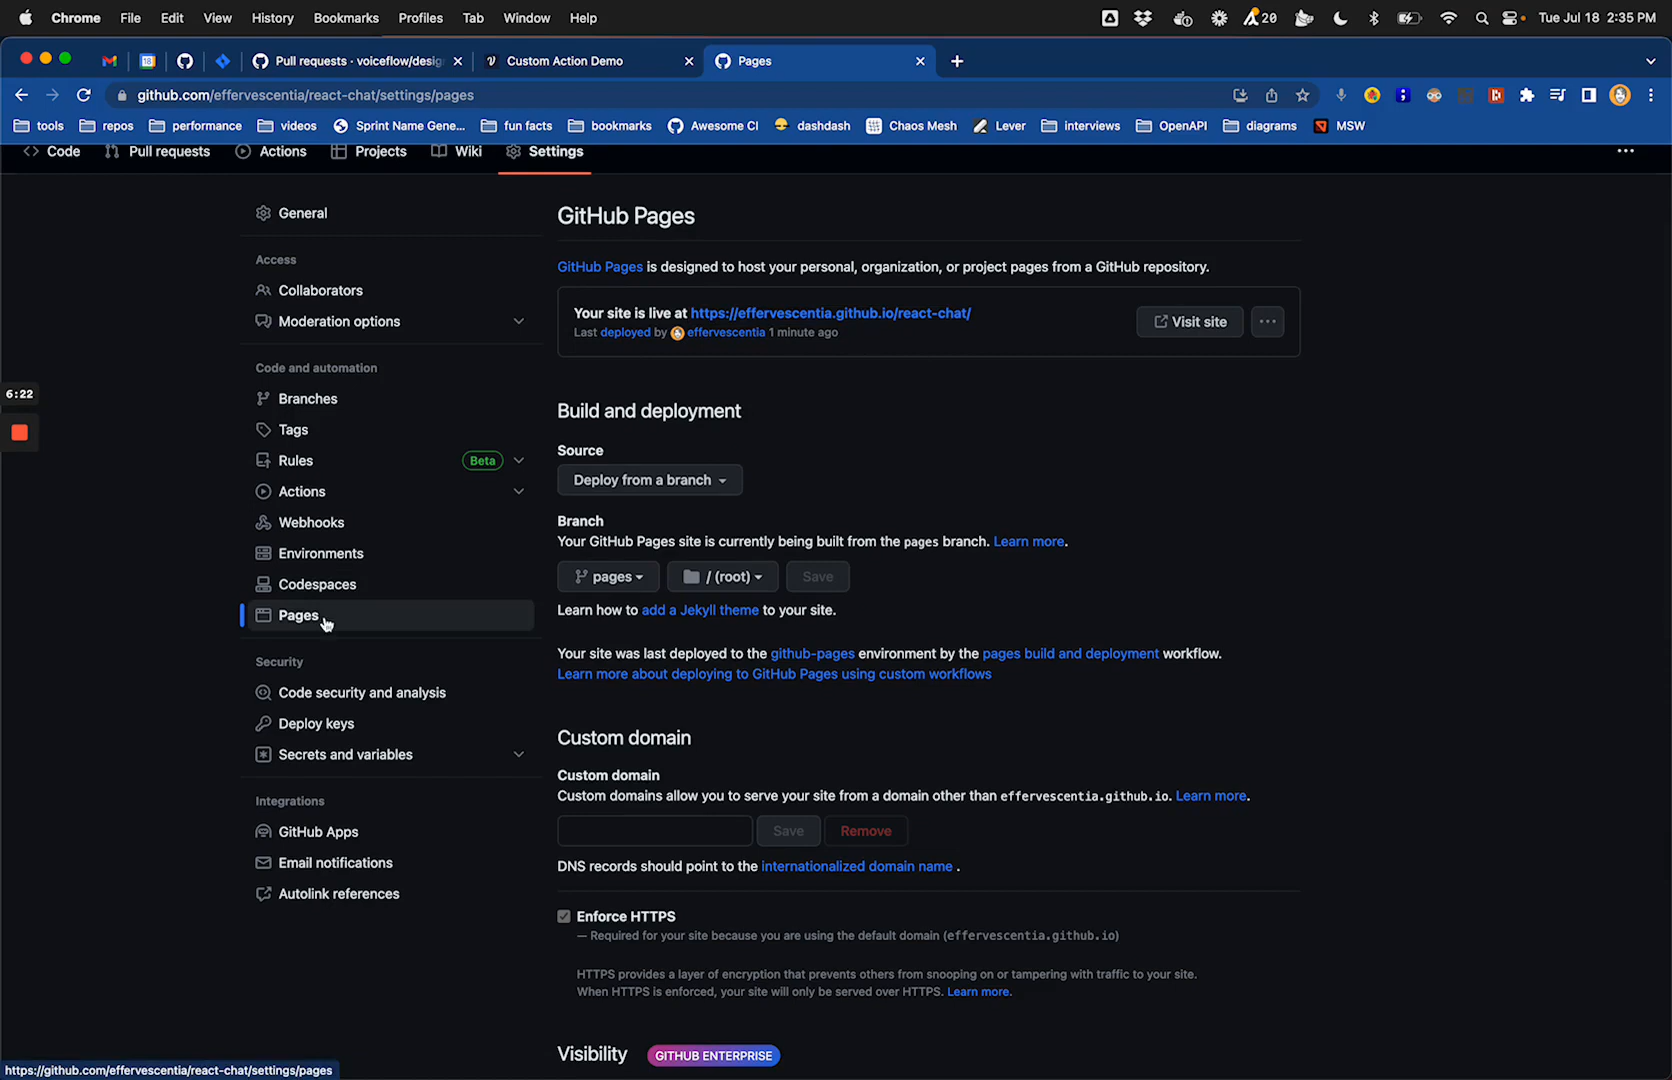 Chrome File Edit View History Bookmarks Profiles Tab Window Help 20 Tue Jul 18 2:35 PM
18 Pull requests · voiceflow/desig Custom Action Demo Pages
github.com/effervescentia/react-chat/settings/pages
tools repos performance videos Sprint Name Gene... fun facts bookmarks Awesome CI dashdash Chaos Mesh Lever interviews OpenAPI diagrams MSW
Code Pull requests Actions Projects Wiki Settings
General
Access
Collaborators
Moderation options
Code and automation
Branches
Tags
Rules Beta
Actions
Webhooks
Environments
Codespaces
Pages
Security
Code security and analysis
Deploy keys
Secrets and variables
Integrations
GitHub Apps
Email notifications
Autolink references
6:22
GitHub Pages
GitHub Pages is designed to host your personal, organization, or project pages from a GitHub repository.
Your site is live at https://effervescentia.github.io/react-chat/
Last deployed by effervescentia 1 minute ago
Visit site
Build and deployment
Source
Deploy from a branch
Branch
Your GitHub Pages site is currently being built from the pages branch. Learn more.
pages / (root) Save
Learn how to add a Jekyll theme to your site.
Your site was last deployed to the github-pages environment by the pages build and deployment workflow.
Learn more about deploying to GitHub Pages using custom workflows
Custom domain
Custom domain
Custom domains allow you to serve your site from a domain other than effervescentia.github.io. Learn more.
Save Remove
DNS records should point to the internationalized domain name .
Enforce HTTPS
— Required for your site because you are using the default domain (effervescentia.github.io)
HTTPS provides a layer of encryption that prevents others from snooping on or tampering with traffic to your site.
When HTTPS is enforced, your site will only be served over HTTPS. Learn more.
Visibility GITHUB ENTERPRISE
https://github.com/effervescentia/react-chat/settings/pages